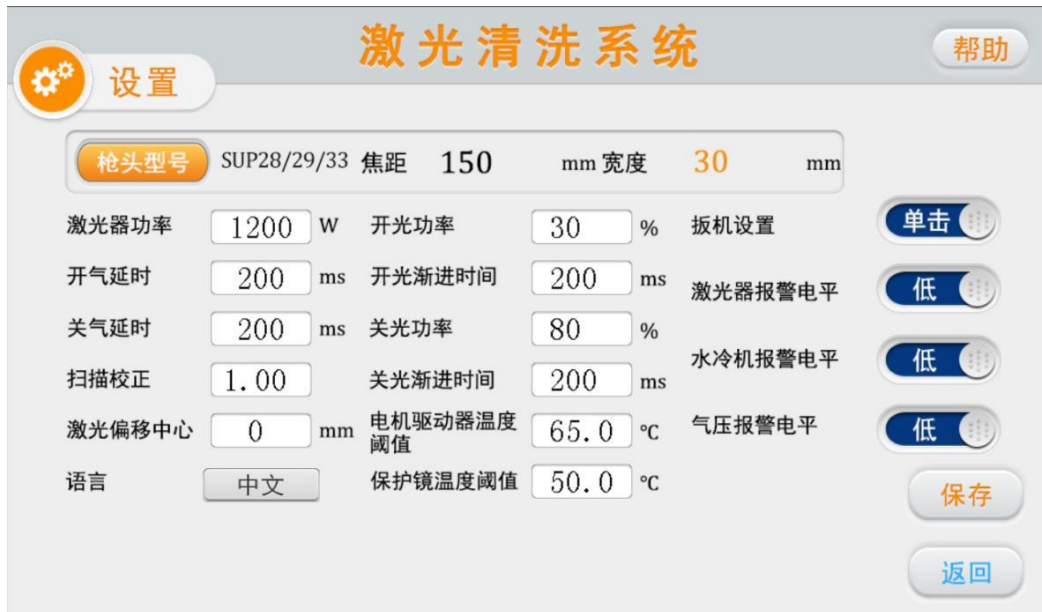 激光清洗系统
帮助
设置
枪头型号 SUP28/29/33 焦距 150 mm 宽度 30 mm
激光器功率 1200 W 开光功率 30 % 扳机设置 单击
开气延时 200 ms 开光渐进时间 200 ms 激光器报警电平 低
关气延时 200 ms 关光功率 80 % 水冷机报警电平 低
扫描校正 1.00 关光渐进时间 200 ms
激光偏移中心 0 mm 电机驱动器温度
阈值 65.0 ℃ 气压报警电平 低
语言 中文 保护镜温度阈值 50.0 ℃
保存
返回